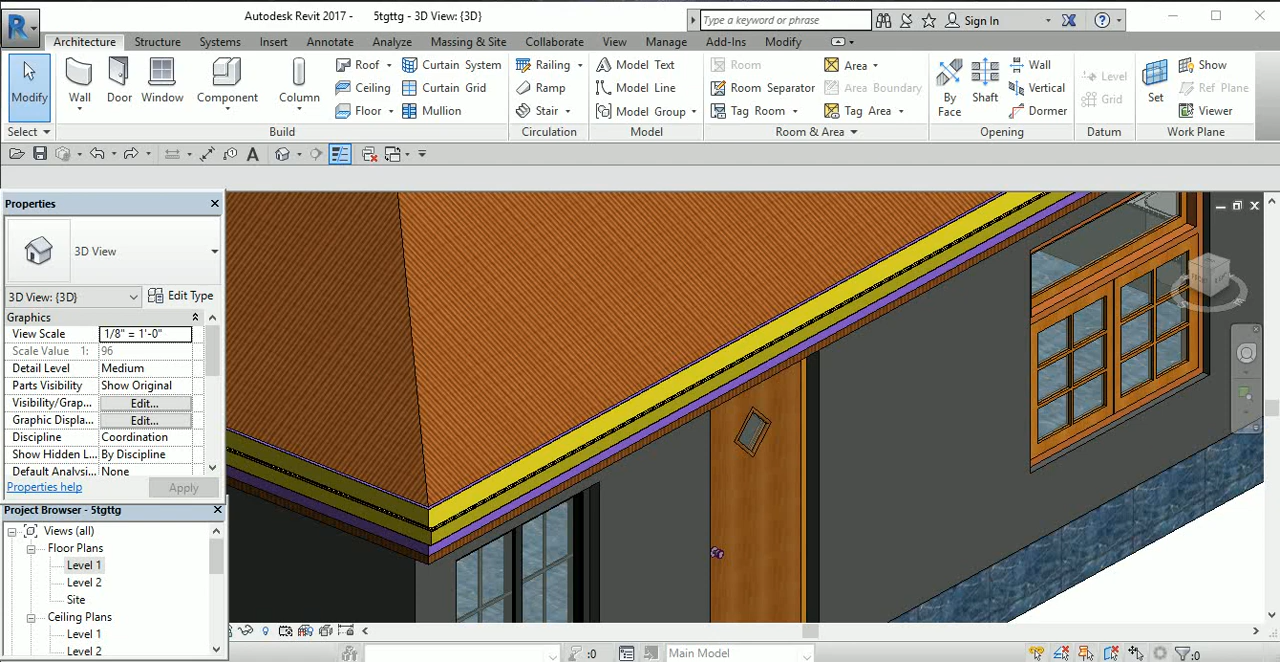 Autodesk Revit 2017 - 5tgttg - 3D View: {3D}
Type a keyword or phrase
Sign In
Architecture Structure Systems Insert Annotate Analyze Massing & Site Collaborate View Manage Add-Ins Modify
Modify
Select
Wall
Door
Window
Component
Column
Roof
Ceiling
Floor
Curtain System
Curtain Grid
Mullion
Build
Railing
Ramp
Stair
Circulation
Model Text
Model Line
Model Group
Model
Room
Room Separator
Tag Room
Area
Area Boundary
Tag Area
Room & Area
By Face
Shaft
Wall
Vertical
Dormer
Opening
Level
Grid
Datum
Set
Show
Ref Plane
Viewer
Work Plane
Properties
3D View
3D View: {3D}
Edit Type
Graphics
View Scale 1/8" = 1'-0"
Scale Value 1: 96
Detail Level Medium
Parts Visibility Show Original
Visibility/Grap... Edit...
Graphic Displa... Edit...
Discipline Coordination
Show Hidden L... By Discipline
Default Analysi... None
Properties help
Apply
Project Browser - 5tgttg
Views (all)
Floor Plans
Level 1
Level 2
Site
Ceiling Plans
Level 1
Level 2
:0
Main Model
:0